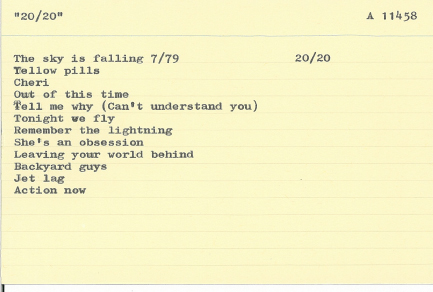 "20/20" A 11458
The sky is falling 7/79 20/20
Yellow pills
Cheri
Out of this time
Tell me why (Can't understand you)
Tonight we fly
Remember the lightning
She's an obsession
Leaving your world behind
Backyard guys
Jet lag
Action now